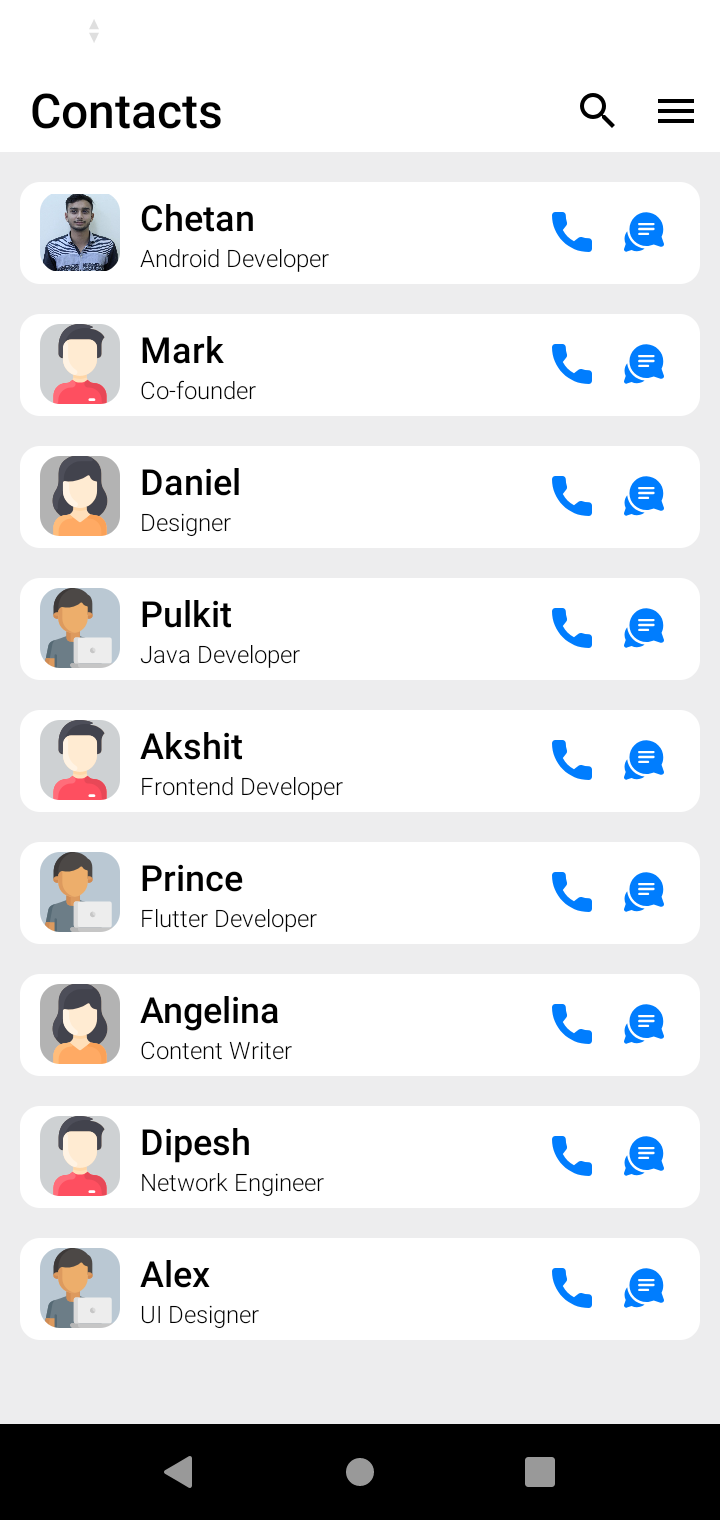 Contacts
Chetan
Android Developer
Mark
Co-founder
Daniel
Designer
Pulkit
Java Developer
Akshit
Frontend Developer
Prince
Flutter Developer
Angelina
Content Writer
Dipesh
Network Engineer
Alex
UI Designer